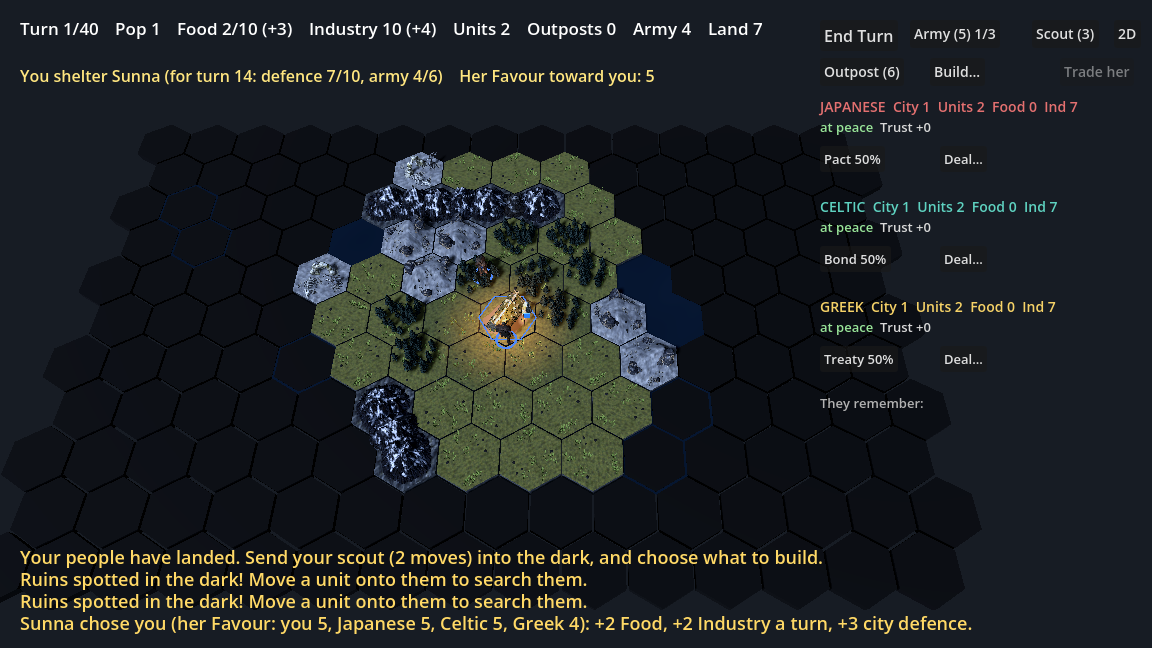 Turn 1/40 Pop 1 Food 2/10 (+3) Industry 10 (+4) Units 2 Outposts 0 Army 4 Land 7
End Turn Army (5) 1/3 Scout (3) 2D
You shelter Sunna (for turn 14: defence 7/10, army 4/6) Her Favour toward you: 5
Outpost (6) Build... Trade her
JAPANESE City 1 Units 2 Food 0 Ind 7
at peace Trust +0
Pact 50% Deal...
CELTIC City 1 Units 2 Food 0 Ind 7
at peace Trust +0
Bond 50% Deal...
GREEK City 1 Units 2 Food 0 Ind 7
at peace Trust +0
Treaty 50% Deal...
They remember:
Your people have landed. Send your scout (2 moves) into the dark, and choose what to build.
Ruins spotted in the dark! Move a unit onto them to search them.
Ruins spotted in the dark! Move a unit onto them to search them.
Sunna chose you (her Favour: you 5, Japanese 5, Celtic 5, Greek 4): +2 Food, +2 Industry a turn, +3 city defence.